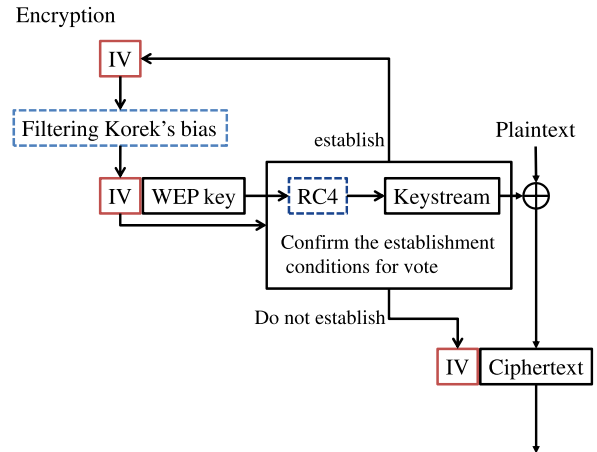 Encryption
IV
Filtering Korek's bias
establish
Plaintext
IV
WEP key
RC4
Keystream
Confirm the establishment
conditions for vote
Do not establish
IV
Ciphertext